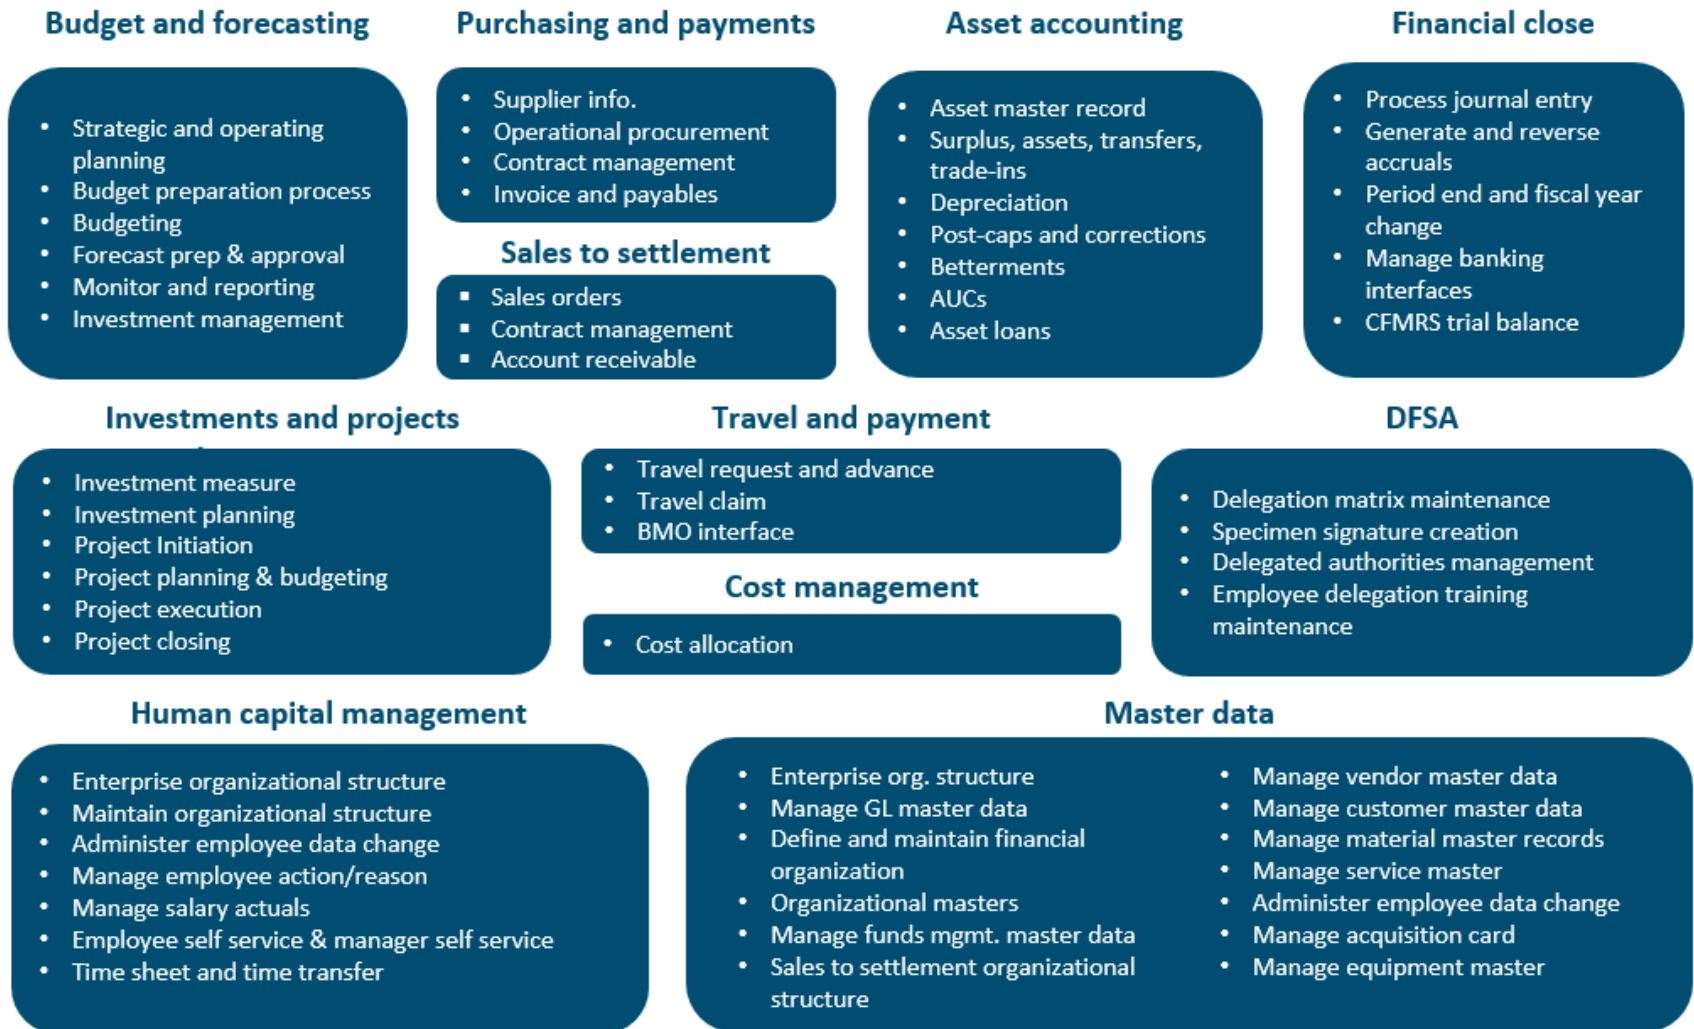 Budget and forecasting
• Strategic and operating
planning
• Budget preparation process
• Budgeting
• Forecast prep & approval
• Monitor and reporting
• Investment management
Purchasing and payments
• Supplier info.
• Operational procurement
• Contract management
• Invoice and payables
Sales to settlement
▪ Sales orders
▪ Contract management
▪ Account receivable
Asset accounting
• Asset master record
• Surplus, assets, transfers,
trade-ins
• Depreciation
• Post-caps and corrections
• Betterments
• AUCs
• Asset loans
Financial close
• Process journal entry
• Generate and reverse
accruals
• Period end and fiscal year
change
• Manage banking
interfaces
• CFMRS trial balance
Investments and projects
• Investment measure
• Investment planning
• Project Initiation
• Project planning & budgeting
• Project execution
• Project closing
Travel and payment
• Travel request and advance
• Travel claim
• BMO interface
Cost management
• Cost allocation
DFSA
• Delegation matrix maintenance
• Specimen signature creation
• Delegated authorities management
• Employee delegation training
maintenance
Human capital management
• Enterprise organizational structure
• Maintain organizational structure
• Administer employee data change
• Manage employee action/reason
• Manage salary actuals
• Employee self service & manager self service
• Time sheet and time transfer
Master data
• Enterprise org. structure
• Manage GL master data
• Define and maintain financial
organization
• Organizational masters
• Manage funds mgmt. master data
• Sales to settlement organizational
structure
• Manage vendor master data
• Manage customer master data
• Manage material master records
• Manage service master
• Administer employee data change
• Manage acquisition card
• Manage equipment master